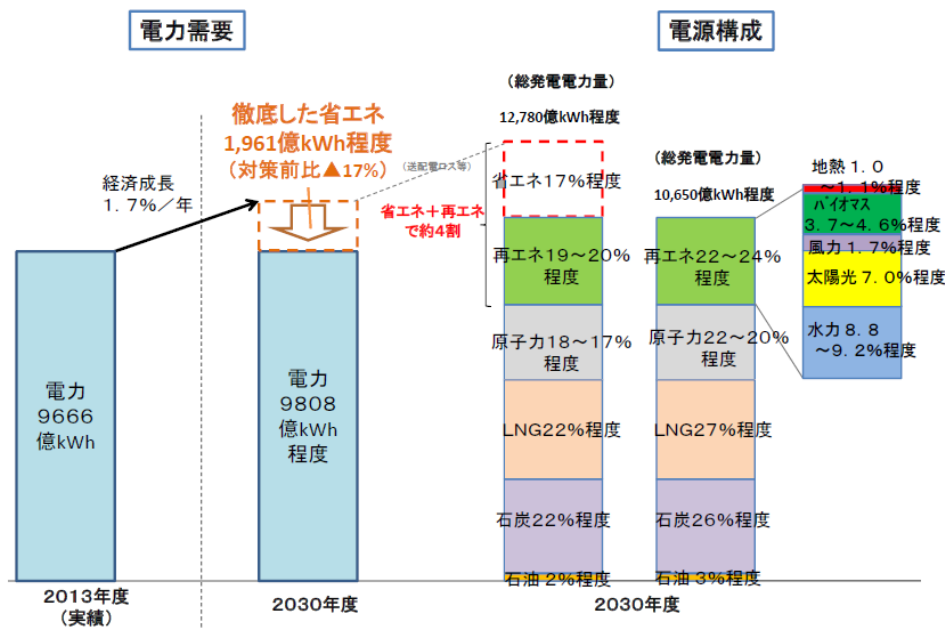 電力需要
電源構成
徹底した省エネ
1,961億kWh程度
(対策前比▲17%)
経済成長
1．7％／年
電力
9666
億kWh
電力
9808
億kWh
程度
2013年度
(実績)
2030年度
(送配電ロス等)
(総発電電力量)
12,780億kWh程度
省エネ＋再エネ
で約4割
省エネ17%程度
再エネ19～20%
程度
原子力18～17%
程度
LNG22%程度
石炭22%程度
石油 2%程度
(総発電電力量)
10,650億kWh程度
再エネ22～24%
程度
原子力22～20%
程度
LNG27%程度
石炭26%程度
石油 3%程度
2030年度
地熱 1．0
～1．1%程度
バイオマス
3．7～4．6%程度
風力 1．7%程度
太陽光 7．0%程度
水力 8．8
～9．2%程度